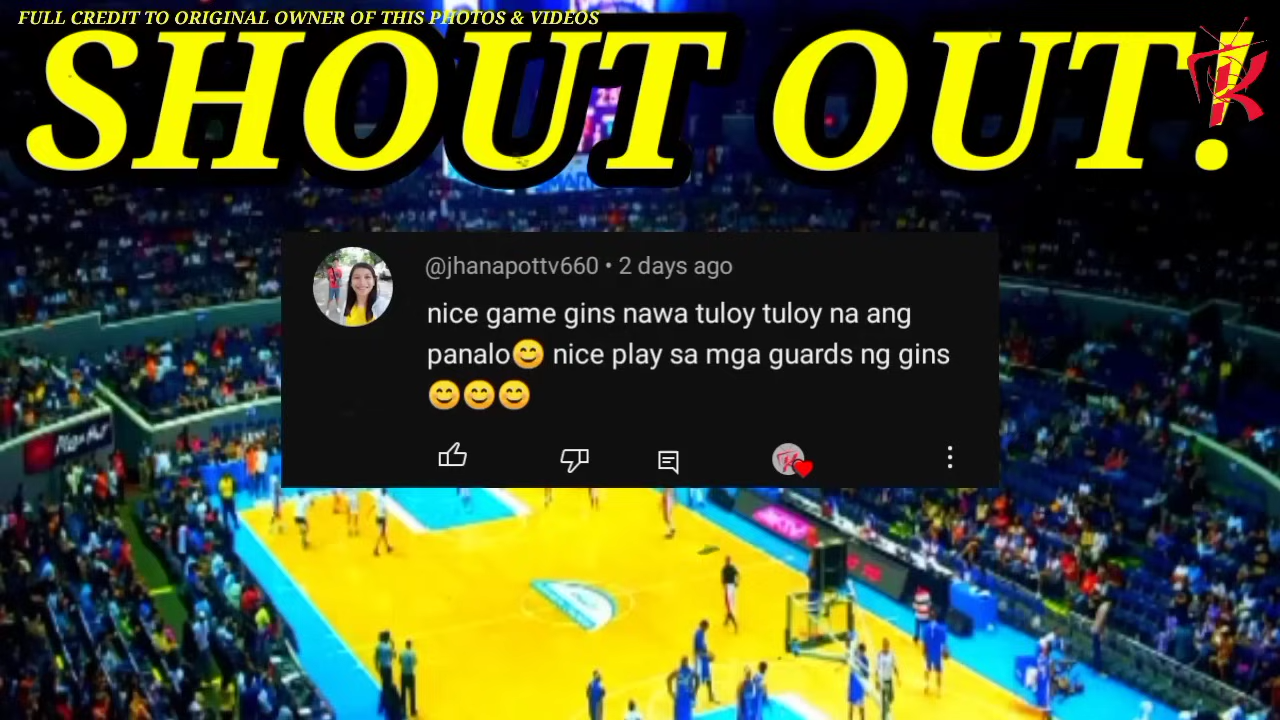 FULL CREDIT TO ORIGINAL OWNER OF THIS PHOTOS & VIDEOS
SHOUT OUT!
@jhanapottv660 • 2 days ago
nice game gins nawa tuloy tuloy na ang
panalo😊 nice play sa mga guards ng gins
😊😊😊